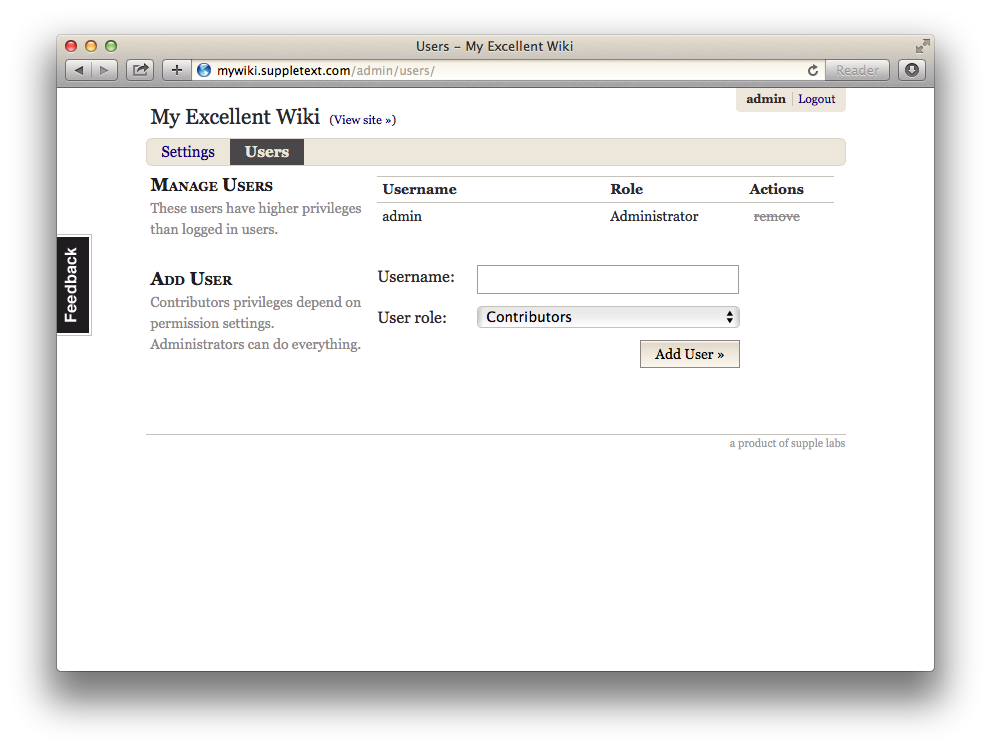 Users – My Excellent Wiki
mywiki.suppletext.com/admin/users/
Reader
admin | Logout
My Excellent Wiki (View site »)
Settings
Users
Manage Users
These users have higher privileges
than logged in users.
Username Role Actions
admin Administrator remove
Feedback
Add User
Contributors privileges depend on
permission settings.
Administrators can do everything.
Username:
User role: Contributors
Add User »
a product of supple labs